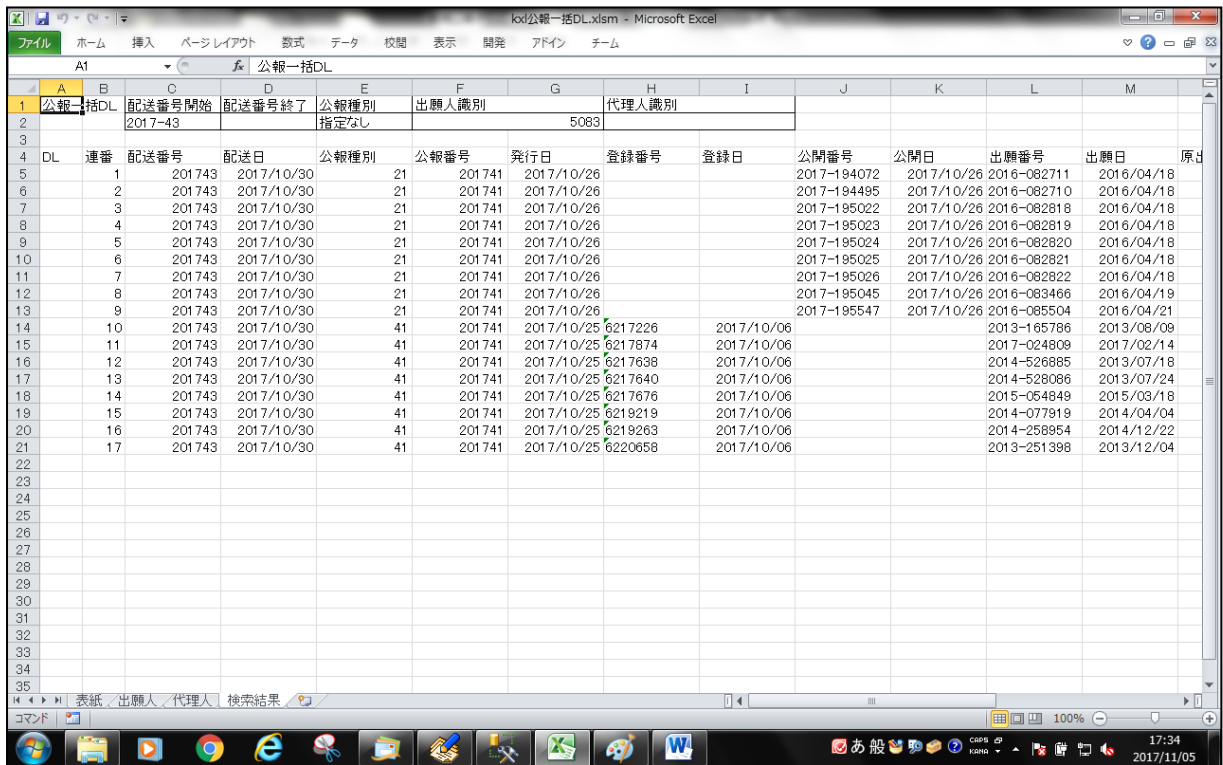 kxl公報一括DL.xlsm - Microsoft Excel
ファイル ホーム 挿入 ページ レイアウト 数式 データ 校閲 表示 開発 アドイン チーム
A1 fx 公報一括DL
A B C D E F G H I J K L M
1 公報一括DL 配送番号開始 配送番号終了 公報種別 出願人識別 代理人識別
2 2017-43 指定なし 5083
3
4 DL 連番 配送番号 配送日 公報種別 公報番号 発行日 登録番号 登録日 公開番号 公開日 出願番号 出願日 原出
5 1 201743 2017/10/30 21 201741 2017/10/26 2017-194072 2017/10/26 2016-082711 2016/04/18
6 2 201743 2017/10/30 21 201741 2017/10/26 2017-194495 2017/10/26 2016-082710 2016/04/18
7 3 201743 2017/10/30 21 201741 2017/10/26 2017-195022 2017/10/26 2016-082818 2016/04/18
8 4 201743 2017/10/30 21 201741 2017/10/26 2017-195023 2017/10/26 2016-082819 2016/04/18
9 5 201743 2017/10/30 21 201741 2017/10/26 2017-195024 2017/10/26 2016-082820 2016/04/18
10 6 201743 2017/10/30 21 201741 2017/10/26 2017-195025 2017/10/26 2016-082821 2016/04/18
11 7 201743 2017/10/30 21 201741 2017/10/26 2017-195026 2017/10/26 2016-082822 2016/04/18
12 8 201743 2017/10/30 21 201741 2017/10/26 2017-195045 2017/10/26 2016-083466 2016/04/19
13 9 201743 2017/10/30 21 201741 2017/10/26 2017-195547 2017/10/26 2016-085504 2016/04/21
14 10 201743 2017/10/30 41 201741 2017/10/25 6217226 2017/10/06 2013-165786 2013/08/09
15 11 201743 2017/10/30 41 201741 2017/10/25 6217874 2017/10/06 2017-024809 2017/02/14
16 12 201743 2017/10/30 41 201741 2017/10/25 6217638 2017/10/06 2014-526885 2013/07/18
17 13 201743 2017/10/30 41 201741 2017/10/25 6217640 2017/10/06 2014-528086 2013/07/24
18 14 201743 2017/10/30 41 201741 2017/10/25 6217676 2017/10/06 2015-054849 2015/03/18
19 15 201743 2017/10/30 41 201741 2017/10/25 6219219 2017/10/06 2014-077919 2014/04/04
20 16 201743 2017/10/30 41 201741 2017/10/25 6219263 2017/10/06 2014-258954 2014/12/22
21 17 201743 2017/10/30 41 201741 2017/10/25 6220658 2017/10/06 2013-251398 2013/12/04
22
23
24
25
26
27
28
29
30
31
32
33
34
35
表紙 出願人 代理人 検索結果
コマンド 100%
あ 般 CAPS KANA 17:34
2017/11/05